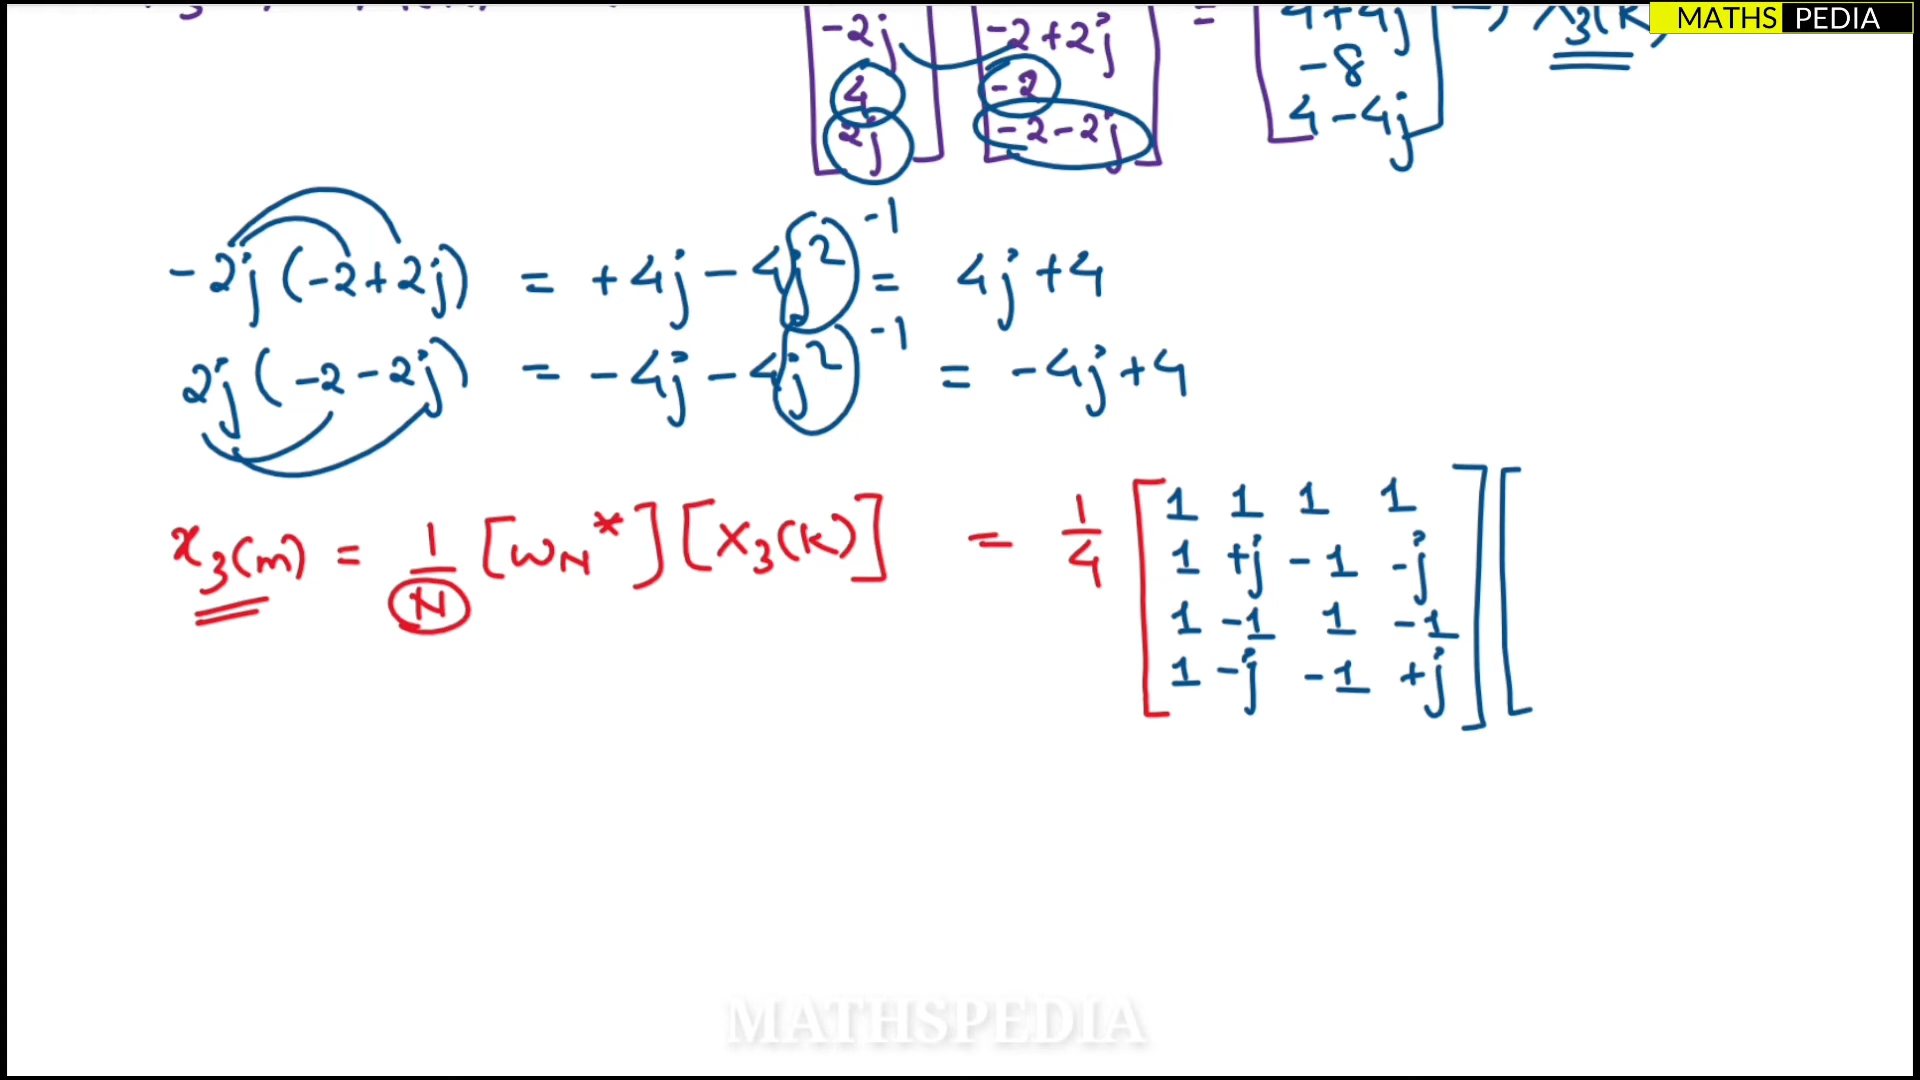 MATHS PEDIA
-2j -2+2j = 4+4j → X₃(k)
4 -2 -8
2j -2-2j 4-4j
-2j(-2+2j) = +4j-4j² -1 = 4j+4
2j(-2-2j) = -4j-4j² -1 = -4j+4
x₃(m) = 1/N [WN*][X₃(k)] = 1/4 [ 1 1 1 1 ] [
1 +j -1 -j
1 -1 1 -1
1 -j -1 +j
MATHSPEDIA